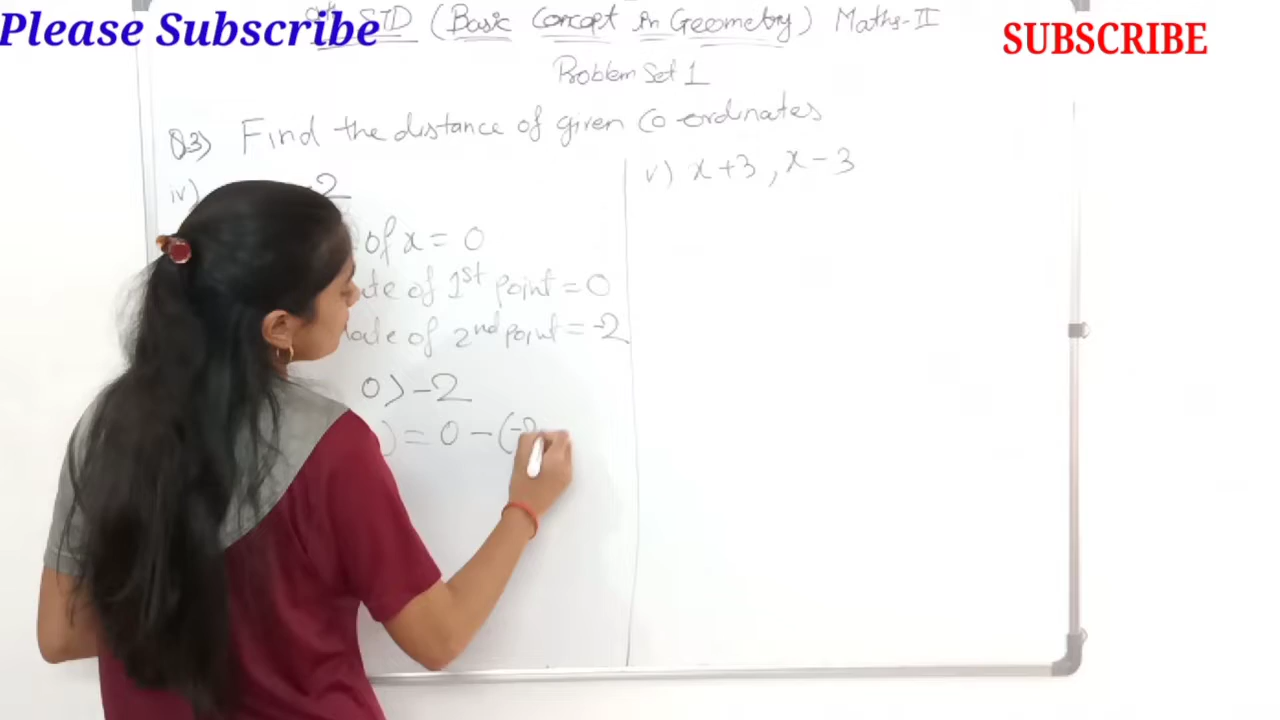 Please Subscribe
SUBSCRIBE
STD (Basic Concept in Geometry) Maths-II
Problem Set 1
Q3) Find the distance of given Co-ordinates
iv) -2
of x = 0
of 1st point = 0
of 2nd point = -2
0 > -2
) = 0 - (-2
v) x+3, x-3